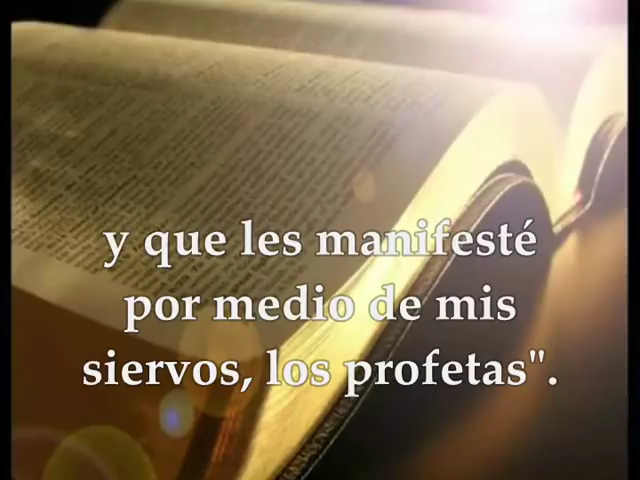 y que les manifesté
por medio de mis
siervos, los profetas".